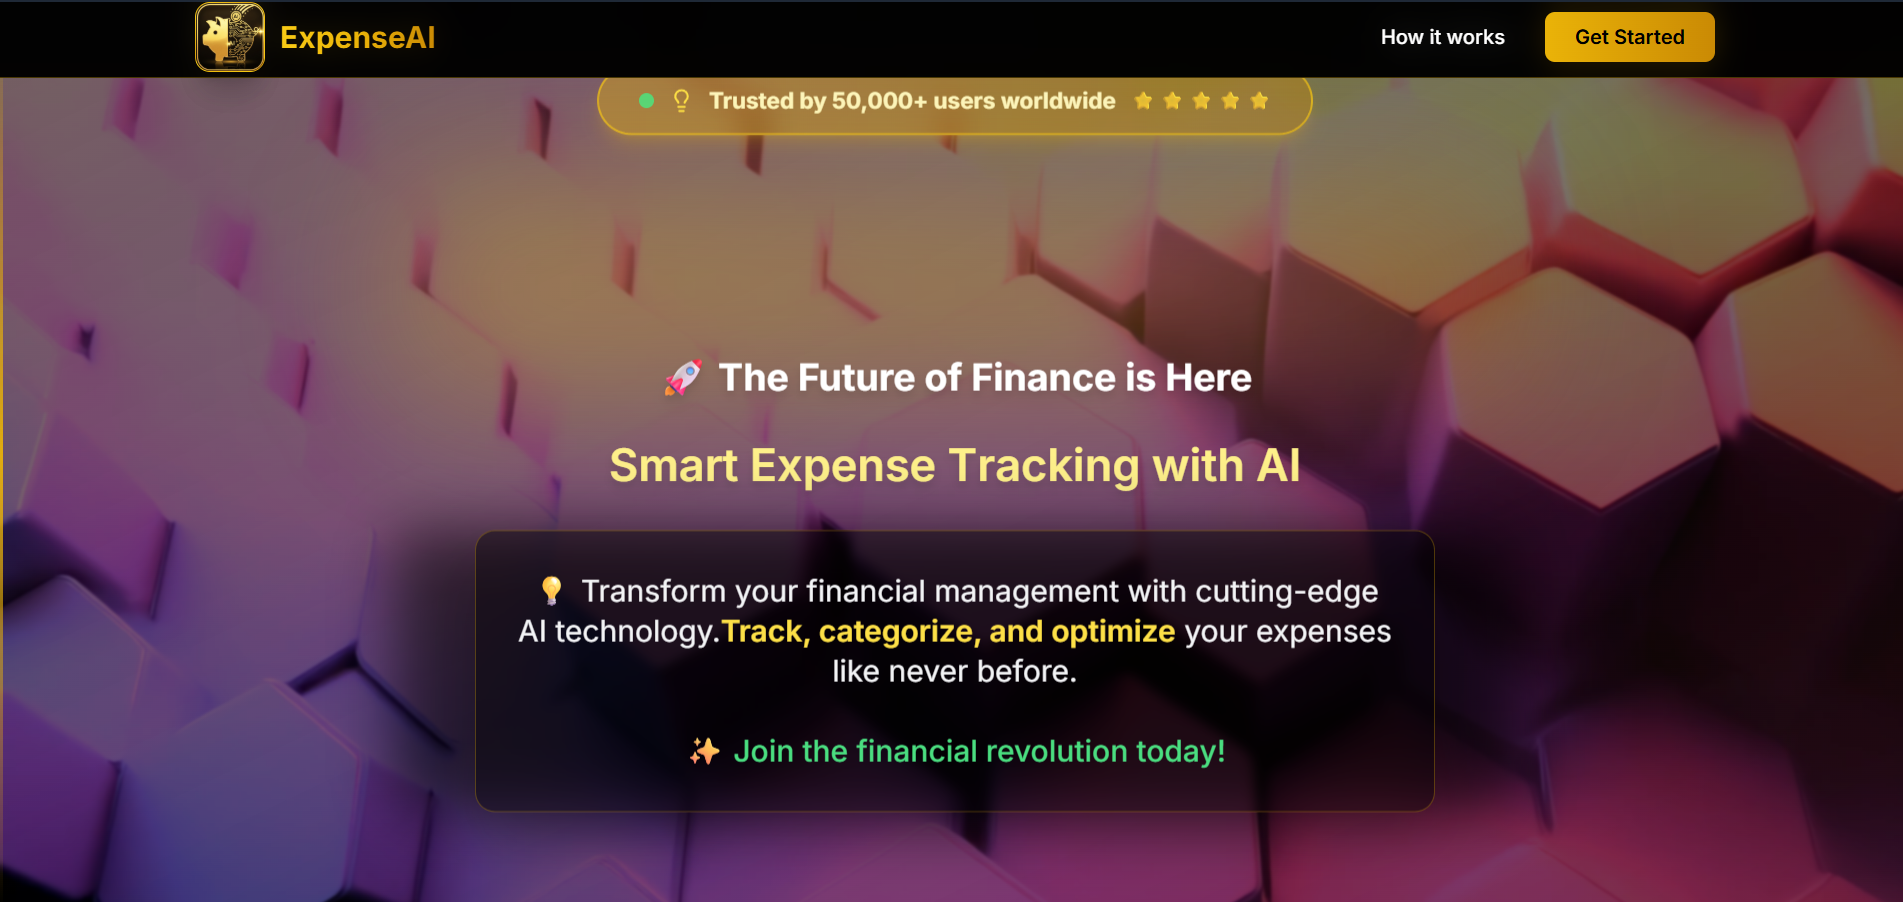 ExpenseAI
How it works
Get Started
Trusted by 50,000+ users worldwide
🚀 The Future of Finance is Here
Smart Expense Tracking with AI
💡 Transform your financial management with cutting-edge
AI technology.Track, categorize, and optimize your expenses
like never before.
✨ Join the financial revolution today!